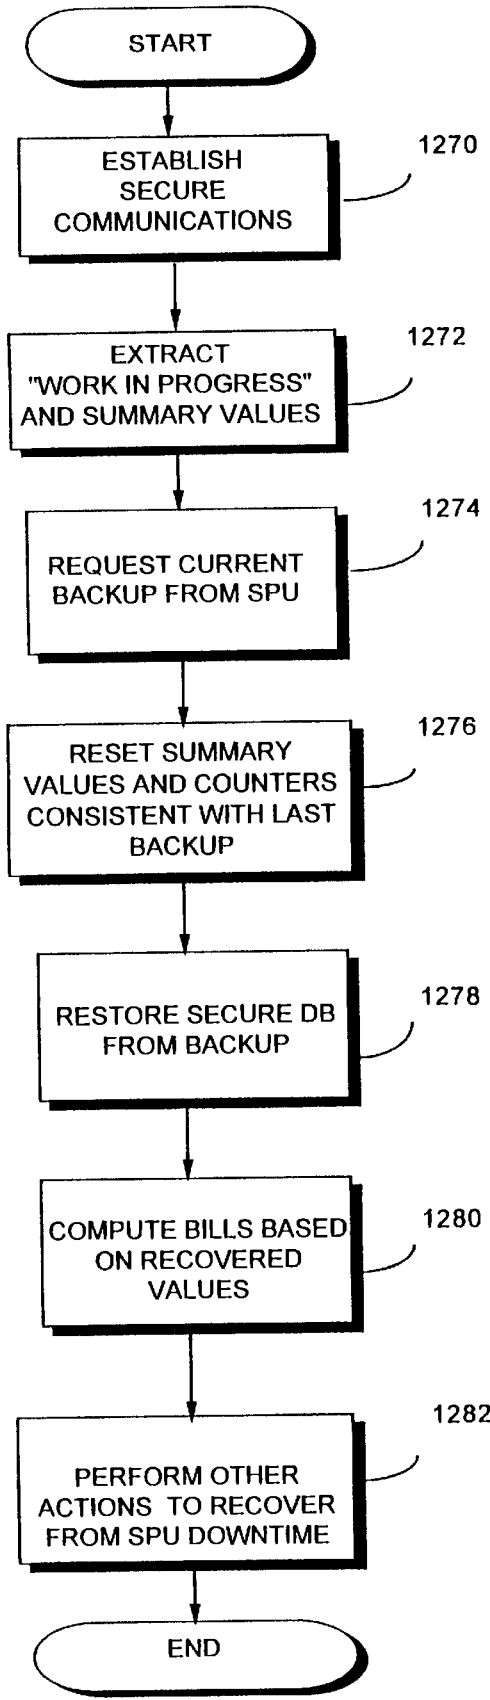 START
1270
ESTABLISH
SECURE
COMMUNICATIONS
1272
EXTRACT
"WORK IN PROGRESS"
AND SUMMARY VALUES
1274
REQUEST CURRENT
BACKUP FROM SPU
1276
RESET SUMMARY
VALUES AND COUNTERS
CONSISTENT WITH LAST
BACKUP
1278
RESTORE SECURE DB
FROM BACKUP
1280
COMPUTE BILLS BASED
ON RECOVERED
VALUES
1282
PERFORM OTHER
ACTIONS TO RECOVER
FROM SPU DOWNTIME
END